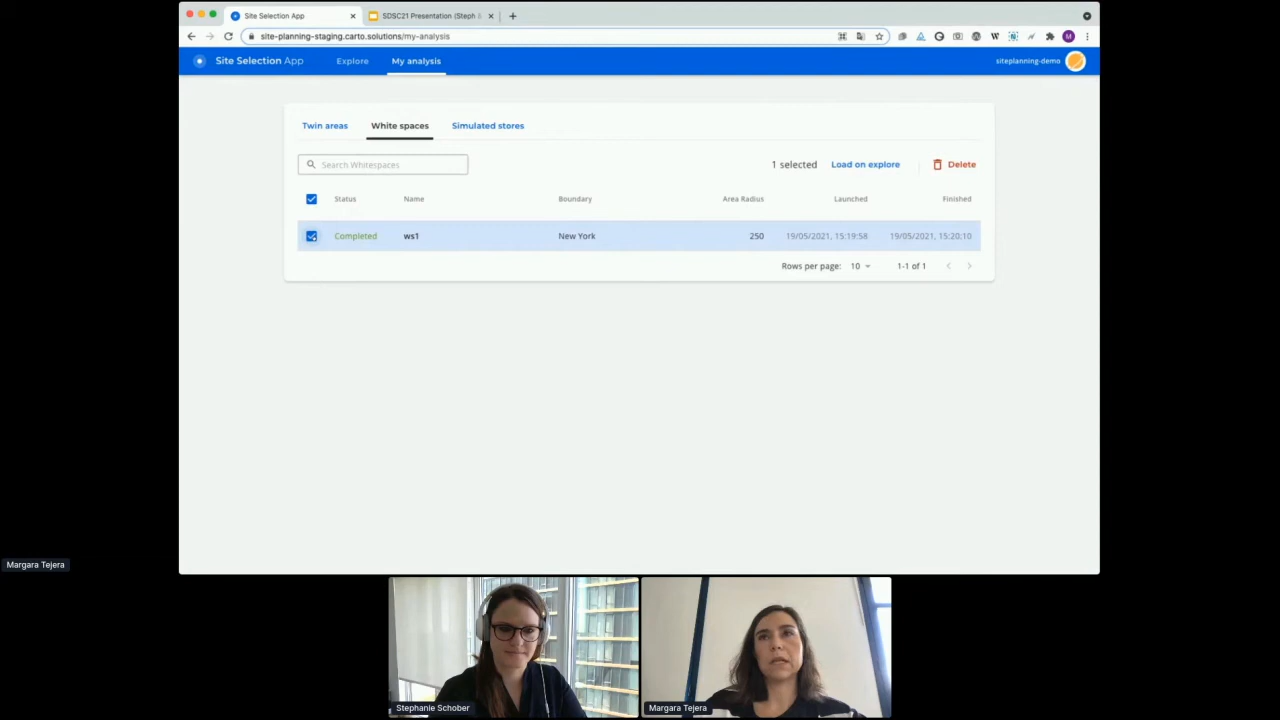 Site Selection App
SDSC21 Presentation (Steph &
site-planning-staging.carto.solutions/my-analysis
Site Selection App Explore My analysis siteplanning-demo
Twin areas White spaces Simulated stores
Search Whitespaces 1 selected Load on explore Delete
Status Name Boundary Area Radius Launched Finished
Completed ws1 New York 250 19/05/2021, 15:19:58 19/05/2021, 15:20:10
Rows per page: 10 1-1 of 1
Margara Tejera
Stephanie Schober
Margara Tejera